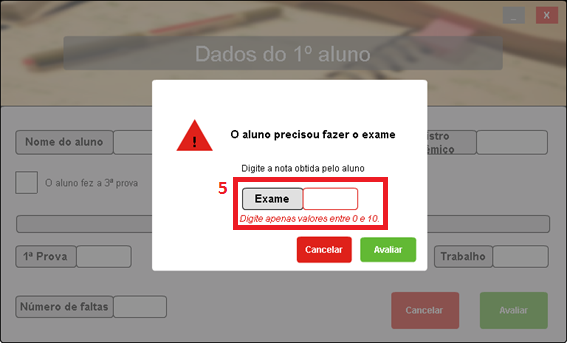 _ X
Dados do 1º aluno
O aluno precisou fazer o exame
Nome do aluno
stro
êmico
Digite a nota obtida pelo aluno
O aluno fez a 3ª prova
5
Exame
Digite apenas valores entre 0 e 10.
Cancelar Avaliar
1ª Prova
Trabalho
Número de faltas
Cancelar Avaliar